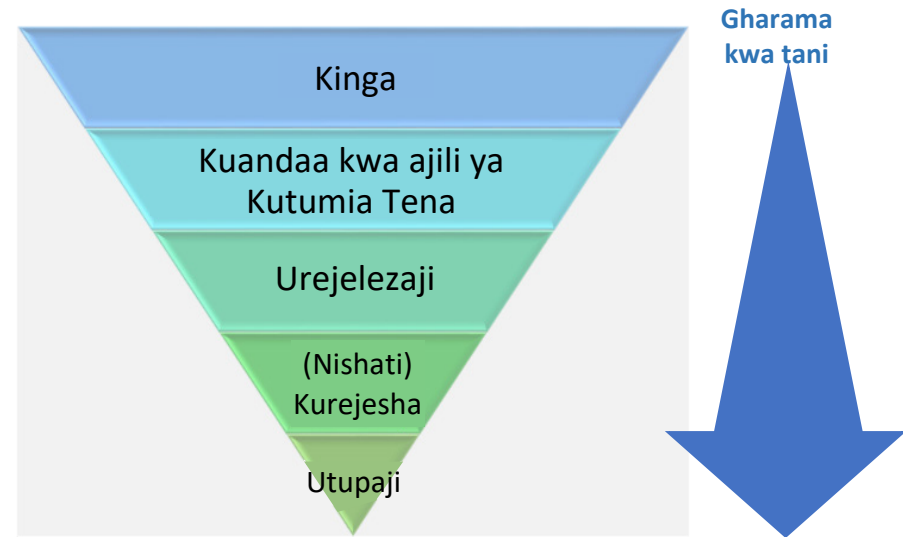 Gharama
kwa tani
Kinga
Kuandaa kwa ajili ya
Kutumia Tena
Urejelezaji
(Nishati)
Kurejesha
Utupaji